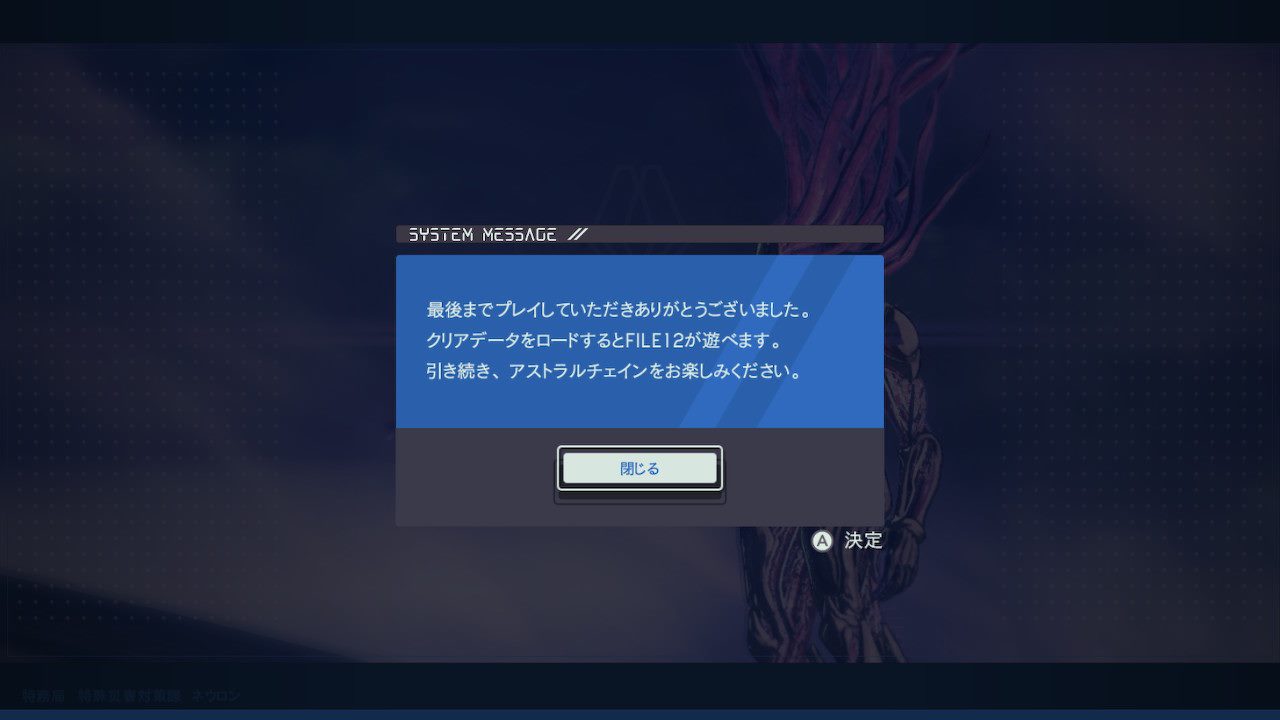 SYSTEM MESSAGE
最後までプレイしていただきありがとうございました。
クリアデータをロードするとFILE12が遊べます。
引き続き、アストラルチェインをお楽しみください。
閉じる
A 決定
特務局 特殊災害対策隊 ネウロン